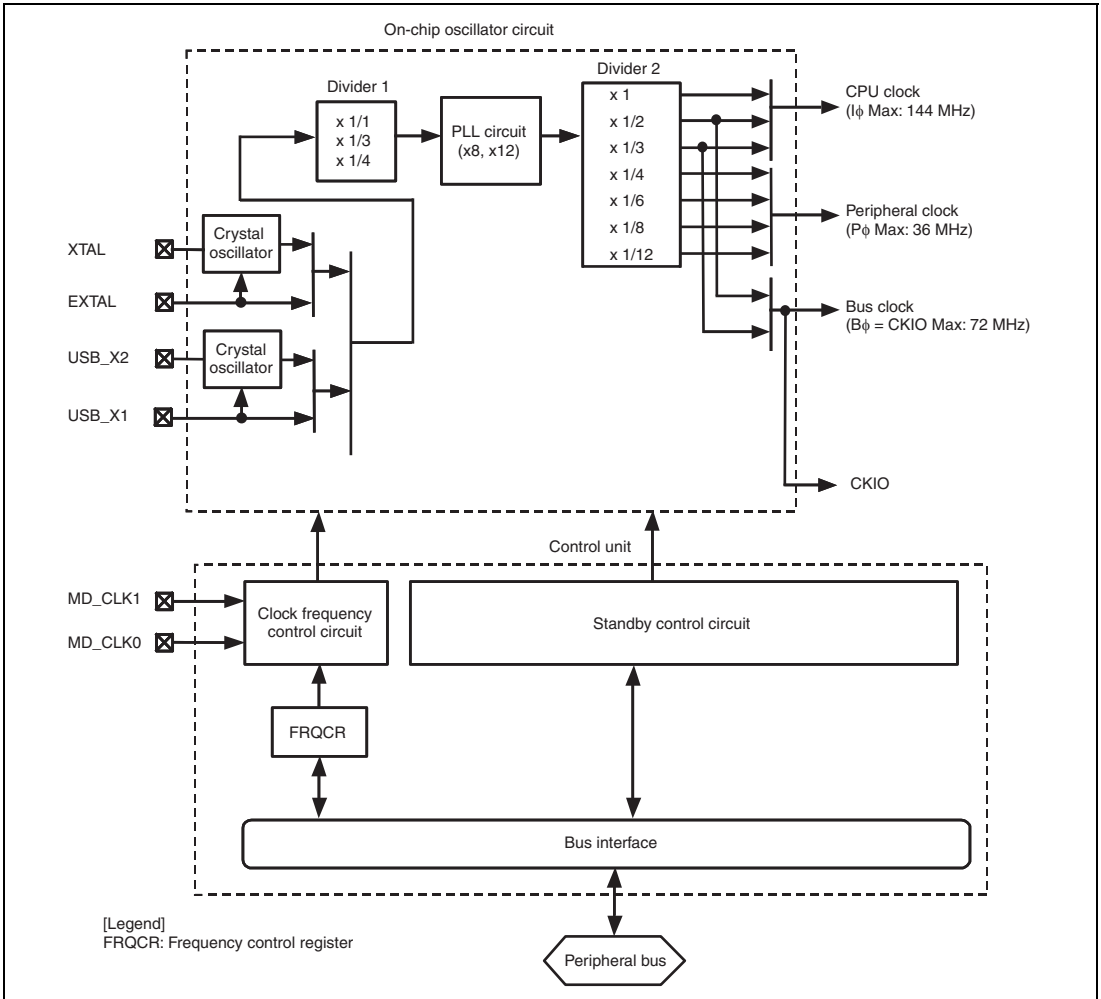 On-chip oscillator circuit
Divider 1
x 1/1
x 1/3
x 1/4
PLL circuit
(x8, x12)
Divider 2
x 1
x 1/2
x 1/3
x 1/4
x 1/6
x 1/8
x 1/12
CPU clock
(Iϕ Max: 144 MHz)
Peripheral clock
(Pϕ Max: 36 MHz)
Bus clock
(Bϕ = CKIO Max: 72 MHz)
CKIO
XTAL
Crystal
oscillator
EXTAL
USB_X2
Crystal
oscillator
USB_X1
Control unit
MD_CLK1
MD_CLK0
Clock frequency
control circuit
Standby control circuit
FRQCR
Bus interface
[Legend]
FRQCR: Frequency control register
Peripheral bus